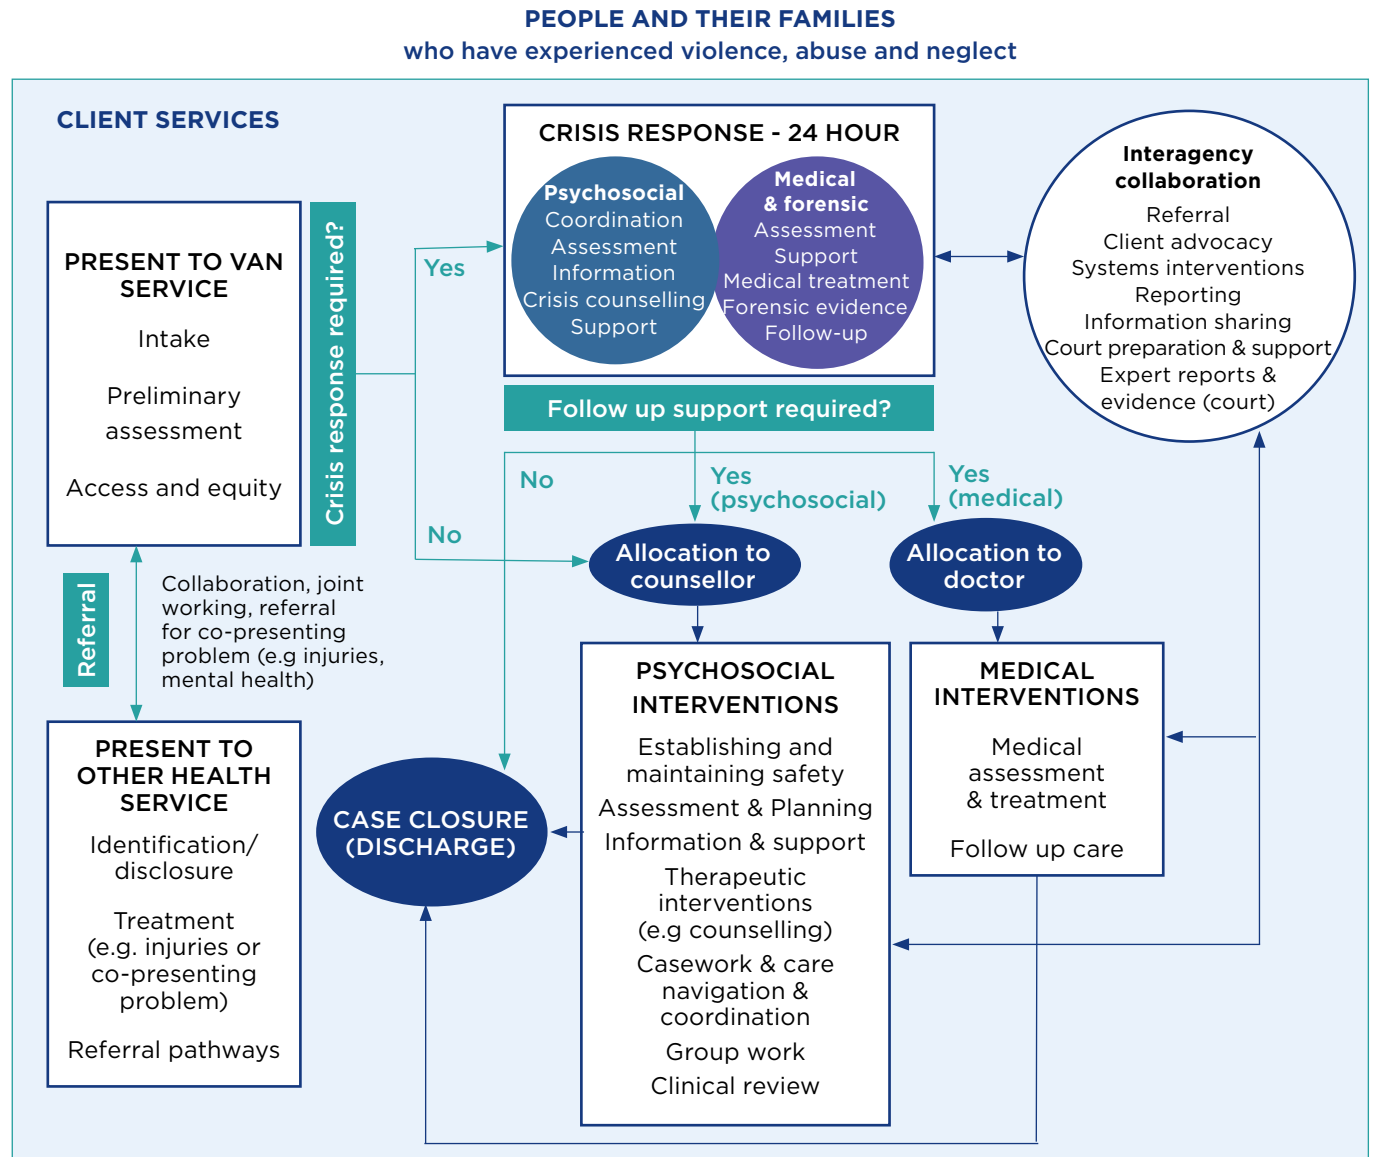 PEOPLE AND THEIR FAMILIES
who have experienced violence, abuse and neglect
CLIENT SERVICES
PRESENT TO VAN
SERVICE
Intake
Preliminary
assessment
Access and equity
Crisis response required?
Yes
No
CRISIS RESPONSE - 24 HOUR
Psychosocial
Coordination
Assessment
Information
Crisis counselling
Support
Medical
& forensic
Assessment
Support
Medical treatment
Forensic evidence
Follow-up
Interagency
collaboration
Referral
Client advocacy
Systems interventions
Reporting
Information sharing
Court preparation & support
Expert reports &
evidence (court)
Follow up support required?
No
Yes
(psychosocial)
Yes
(medical)
Allocation to
counsellor
Allocation to
doctor
Referral
Collaboration, joint
working, referral
for co-presenting
problem (e.g injuries,
mental health)
PRESENT TO
OTHER HEALTH
SERVICE
Identification/
disclosure
Treatment
(e.g. injuries or
co-presenting
problem)
Referral pathways
CASE CLOSURE
(DISCHARGE)
PSYCHOSOCIAL
INTERVENTIONS
Establishing and
maintaining safety
Assessment & Planning
Information & support
Therapeutic
interventions
(e.g counselling)
Casework & care
navigation &
coordination
Group work
Clinical review
MEDICAL
INTERVENTIONS
Medical
assessment
& treatment
Follow up care